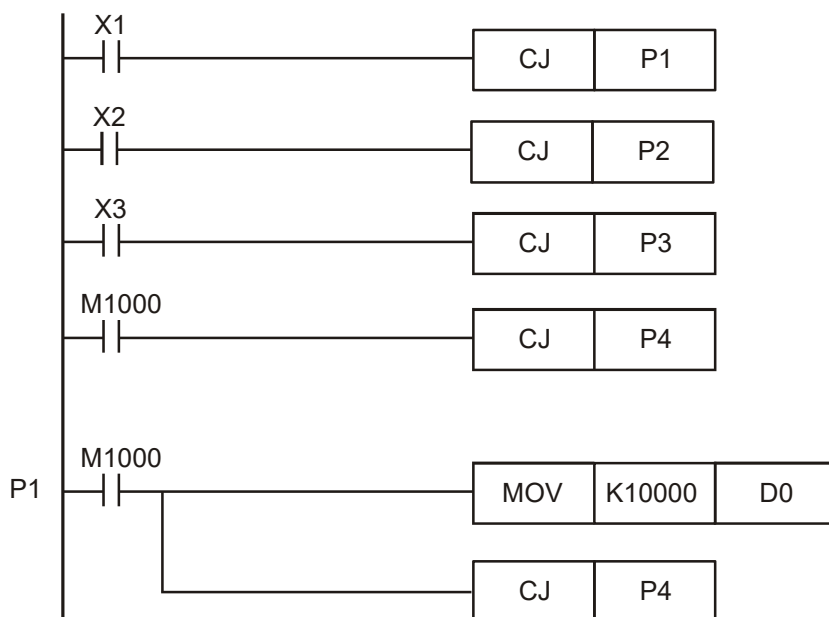 X1
CJ P1
X2
CJ P2
X3
CJ P3
M1000
CJ P4
M1000
P1 MOV K10000 D0
CJ P4